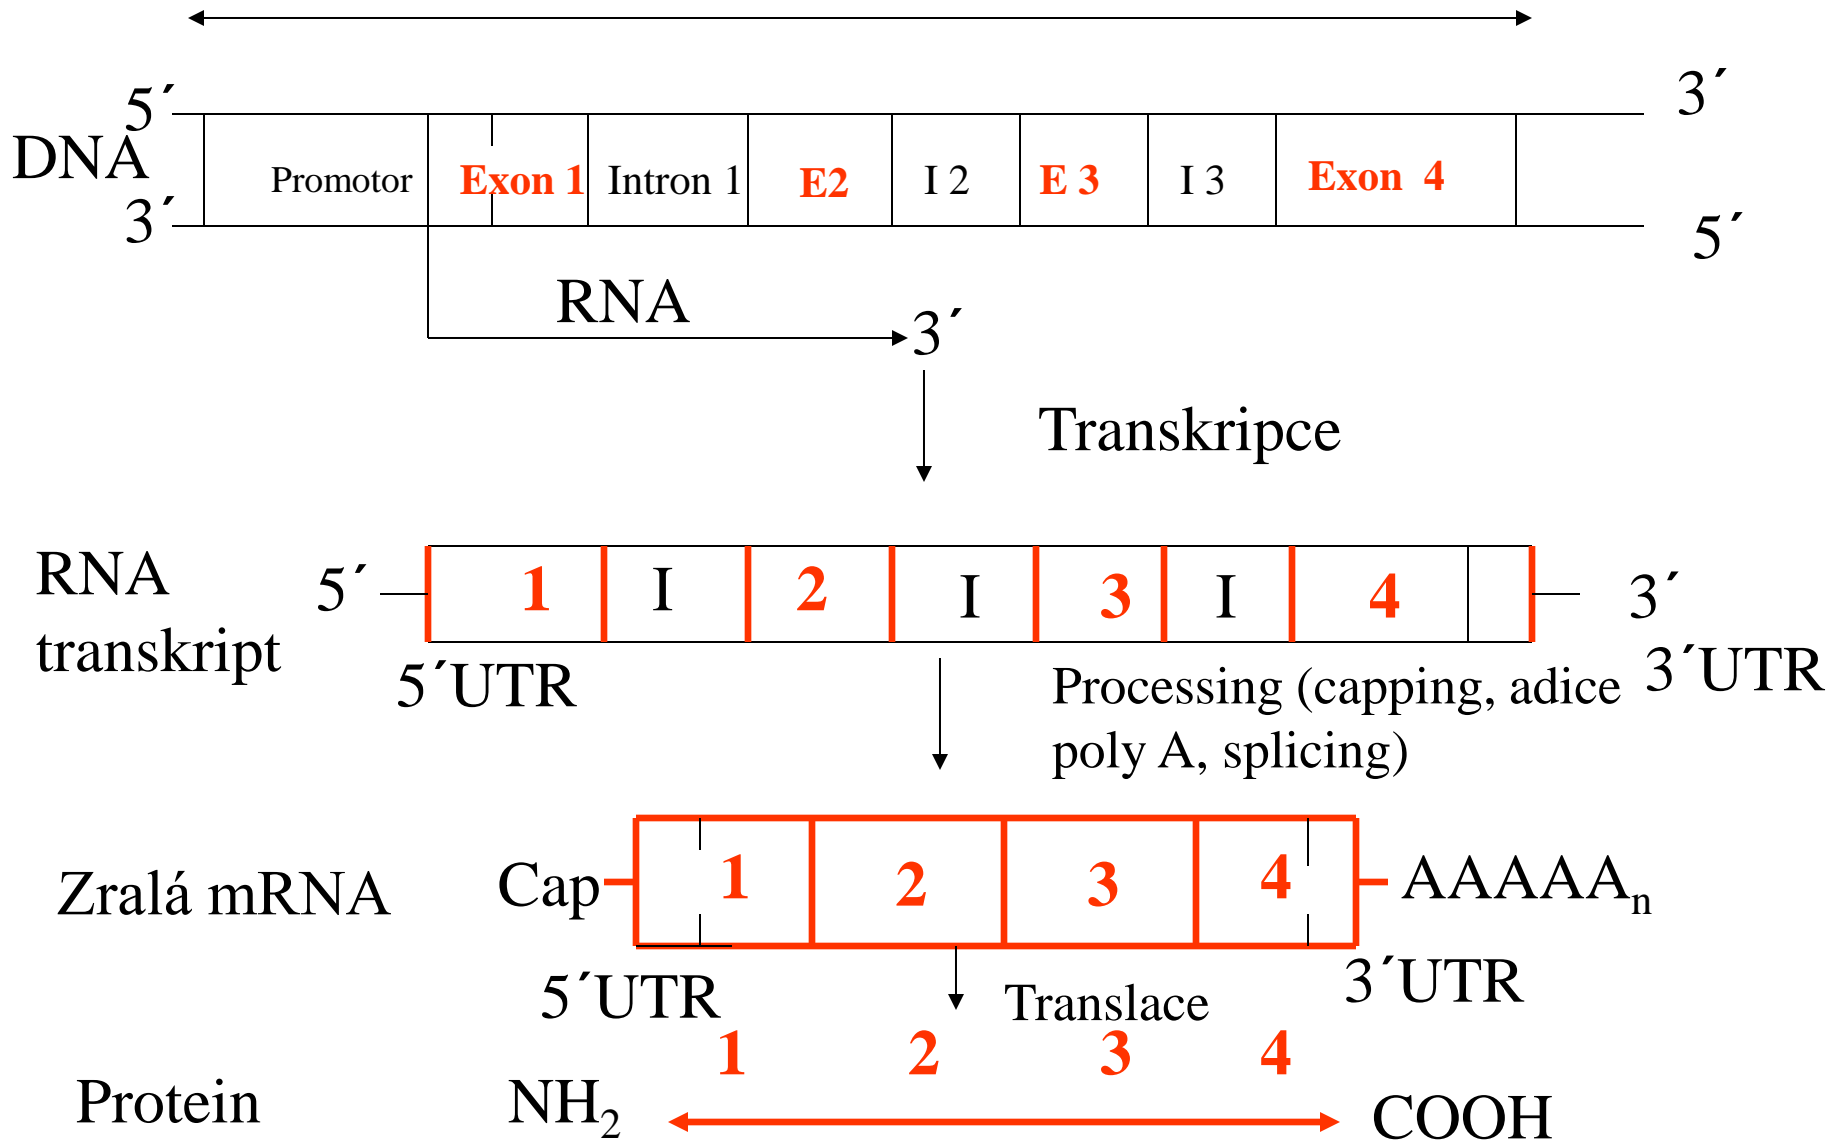 5´ 3´
DNA
Promotor Exon 1 Intron 1 E2 I 2 E 3 I 3 Exon 4
3´ 5´
RNA
3´
Transkripce
RNA
transkript
5´ 1 I 2 I 3 I 4 3´
5´UTR 3´UTR
Processing (capping, adice
poly A, splicing)
Zralá mRNA Cap 1 2 3 4 AAAAAn
5´UTR 3´UTR
Translace
1 2 3 4
Protein NH2 COOH